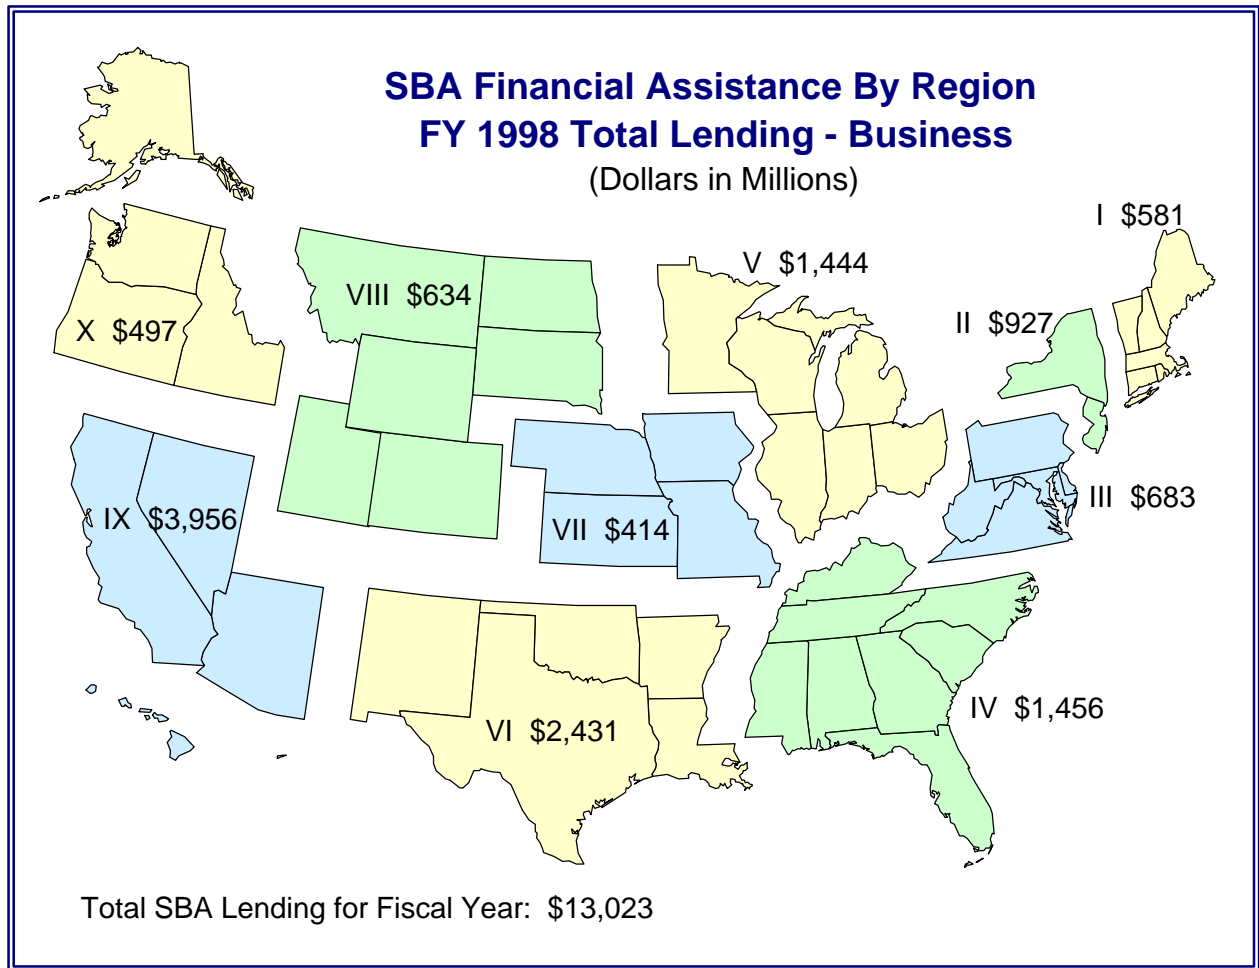 SBA Financial Assistance By Region
FY 1998 Total Lending - Business
(Dollars in Millions)
I $581
V $1,444
VIII $634
II $927
X $497
III $683
IX $3,956
VII $414
IV $1,456
VI $2,431
Total SBA Lending for Fiscal Year: $13,023